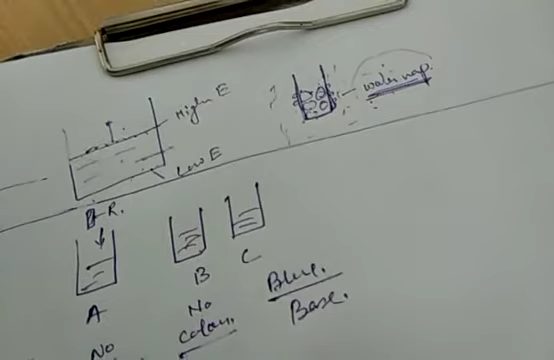 High E
water vap.
Low E
R.
A
B
C
No
No
colour.
Blue.
Base.